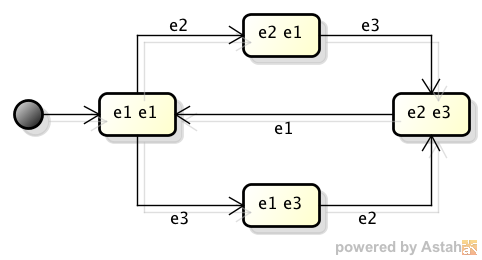 e2
e2 e1
e3
e1 e1
e2 e3
e1
e3
e1 e3
e2
powered by Astah